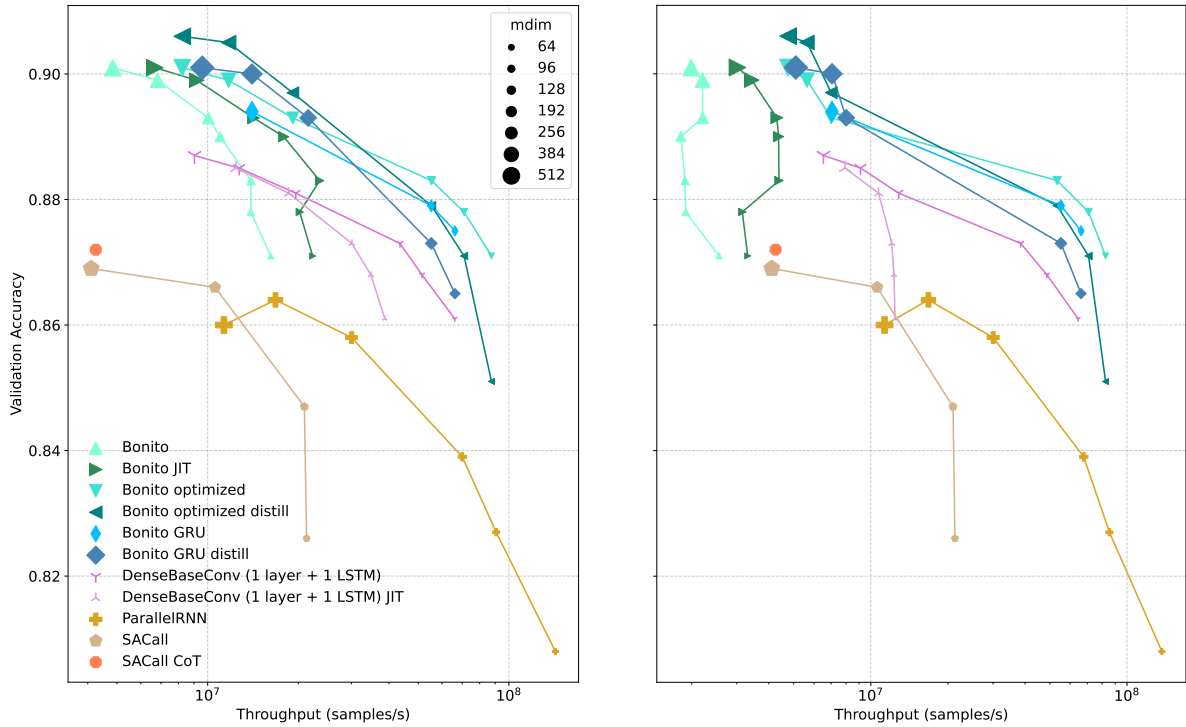 mdim
64
96
128
192
256
384
512
0.90
0.88
0.86
0.84
0.82
Validation Accuracy
Bonito
Bonito JIT
Bonito optimized
Bonito optimized distill
Bonito GRU
Bonito GRU distill
DenseBaseConv (1 layer + 1 LSTM)
DenseBaseConv (1 layer + 1 LSTM) JIT
ParallelRNN
SACall
SACall CoT
10⁷
10⁸
Throughput (samples/s)
10⁷
10⁸
Throughput (samples/s)